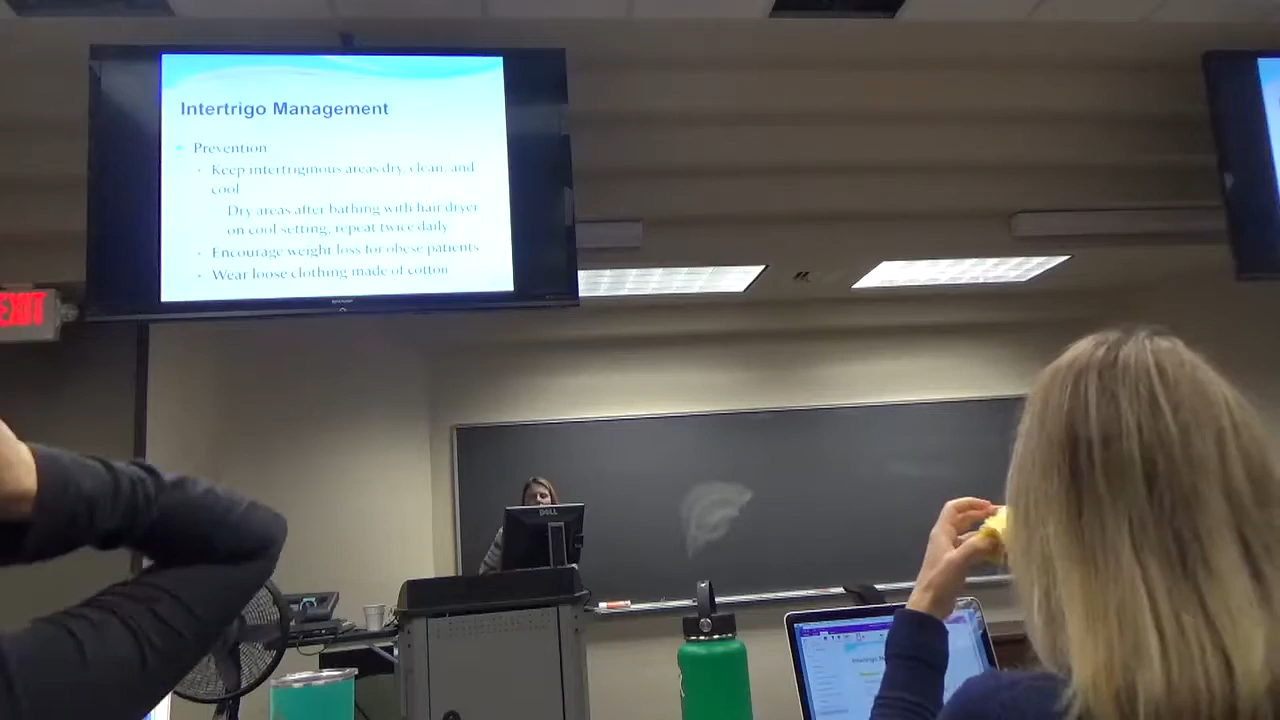 Intertrigo Management
Prevention
Keep intertriginous areas dry, clean, and
cool
Dry areas after bathing with hair dryer
on cool setting, repeat twice daily
Encourage weight loss for obese patients
Wear loose clothing made of cotton
EXIT
DELL